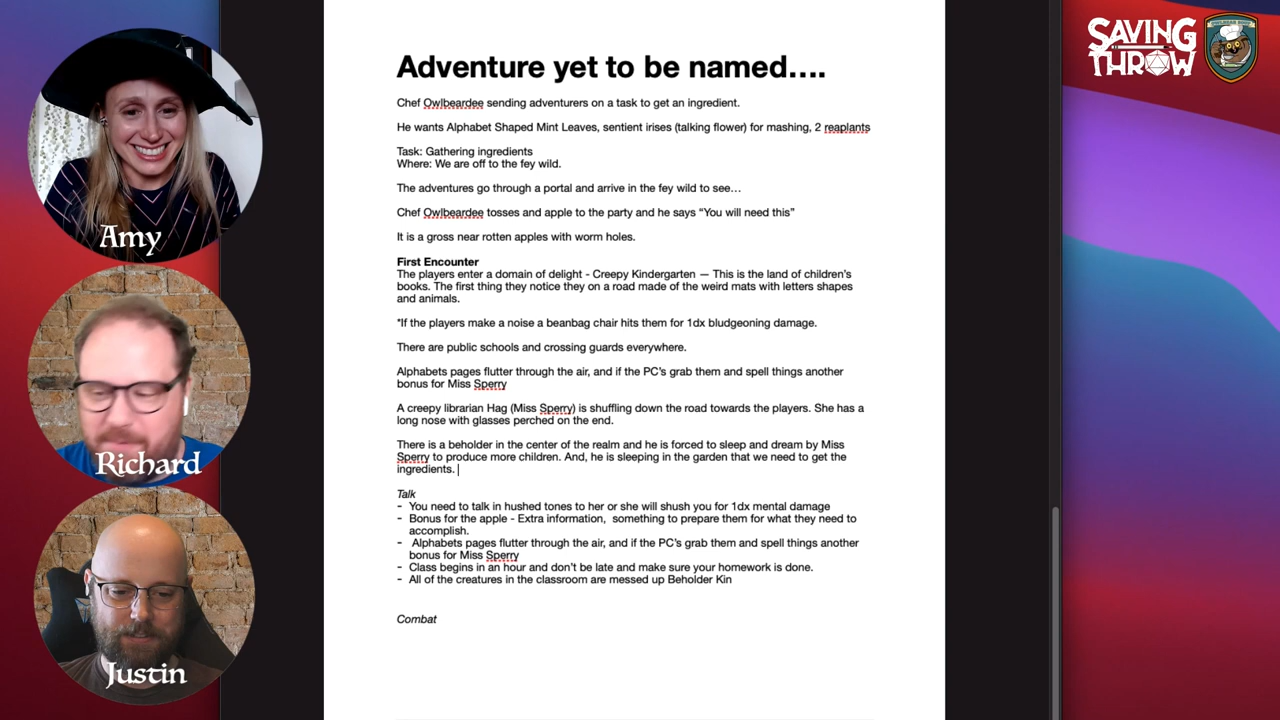 Adventure yet to be named....
Chef Owlbeardee sending adventurers on a task to get an ingredient.
He wants Alphabet Shaped Mint Leaves, sentient irises (talking flower) for mashing, 2 reaplants
Task: Gathering ingredients
Where: We are off to the fey wild.
The adventures go through a portal and arrive in the fey wild to see…
Chef Owlbeardee tosses and apple to the party and he says “You will need this”
It is a gross near rotten apples with worm holes.
First Encounter
The players enter a domain of delight - Creepy Kindergarten — This is the land of children’s
books. The first thing they notice they on a road made of the weird mats with letters shapes
and animals.
*If the players make a noise a beanbag chair hits them for 1dx bludgeoning damage.
There are public schools and crossing guards everywhere.
Alphabets pages flutter through the air, and if the PC’s grab them and spell things another
bonus for Miss Sperry
A creepy librarian Hag (Miss Sperry) is shuffling down the road towards the players. She has a
long nose with glasses perched on the end.
There is a beholder in the center of the realm and he is forced to sleep and dream by Miss
Sperry to produce more children. And, he is sleeping in the garden that we need to get the
ingredients.
Talk
- You need to talk in hushed tones to her or she will shush you for 1dx mental damage
- Bonus for the apple - Extra information, something to prepare them for what they need to
accomplish.
- Alphabets pages flutter through the air, and if the PC’s grab them and spell things another
bonus for Miss Sperry
- Class begins in an hour and don’t be late and make sure your homework is done.
- All of the creatures in the classroom are messed up Beholder Kin
Combat
Amy
Richard
Justin
SAVING
THROW